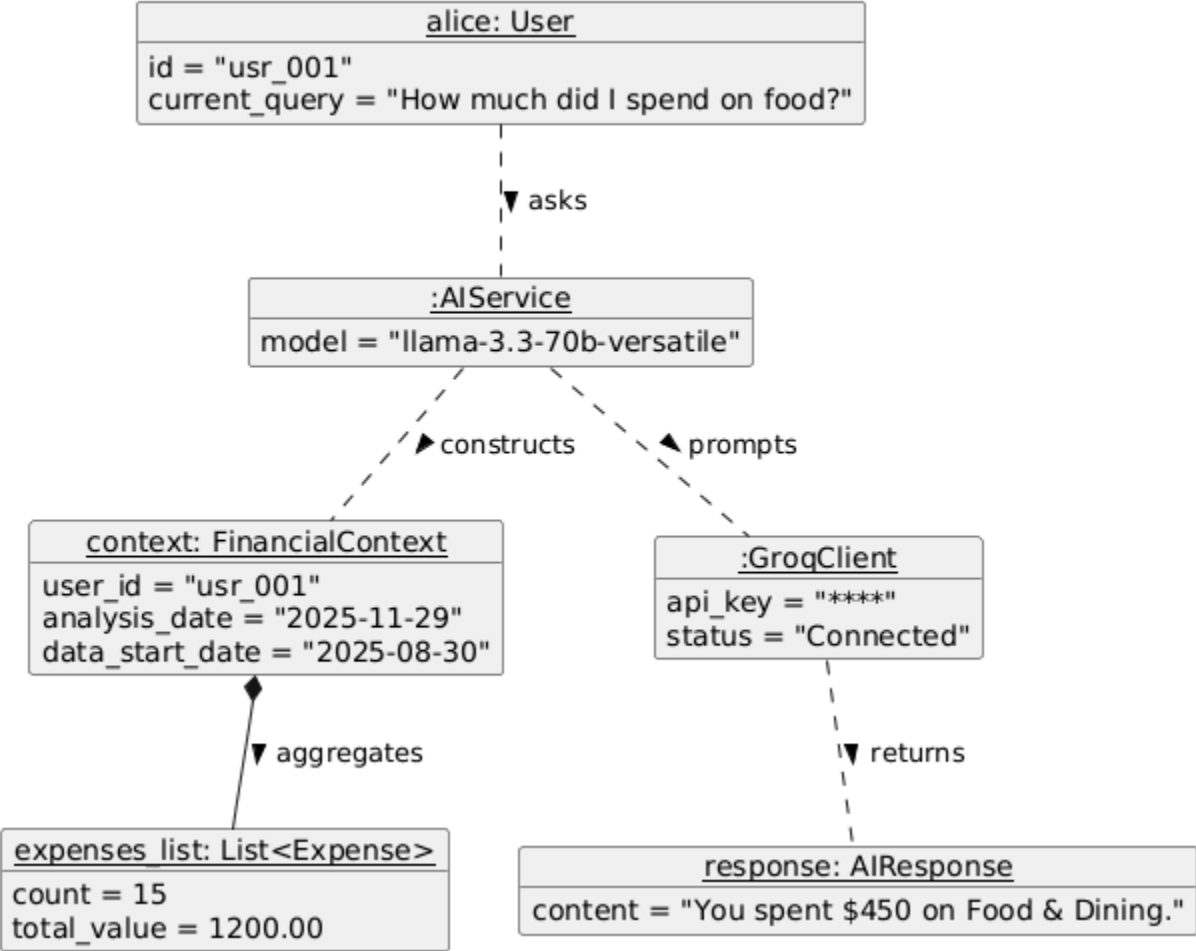 alice: User
id = "usr_001"
current_query = "How much did I spend on food?"
asks
:AIService
model = "llama-3.3-70b-versatile"
constructs
prompts
context: FinancialContext
user_id = "usr_001"
analysis_date = "2025-11-29"
data_start_date = "2025-08-30"
:GroqClient
api_key = "****"
status = "Connected"
aggregates
returns
expenses_list: List<Expense>
count = 15
total_value = 1200.00
response: AIResponse
content = "You spent $450 on Food & Dining."